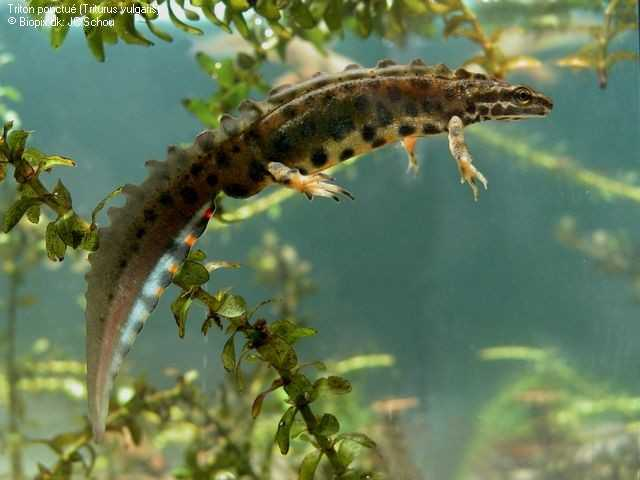 Triton ponctué (Triturus vulgaris)
© Biopix.dk: JC Schou